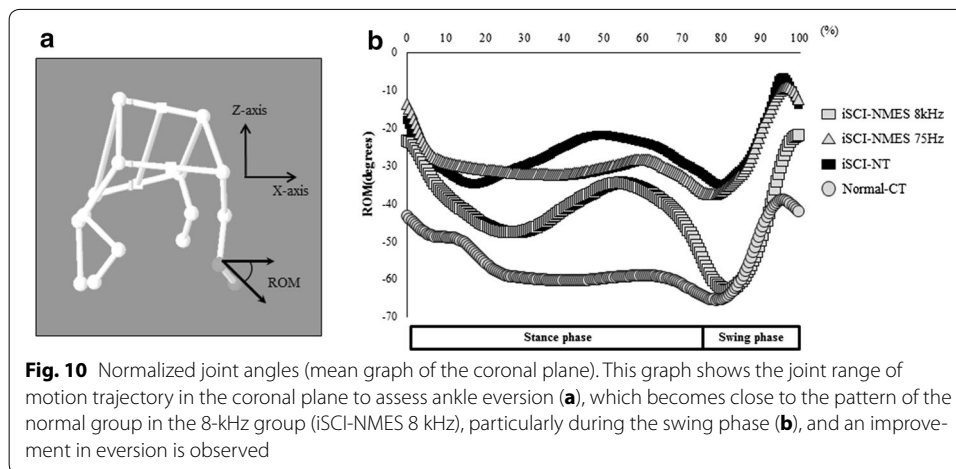 a
Z-axis
X-axis
ROM
b
0 10 20 30 40 50 60 70 80 90 100 (%)
0
-10
-20
-30
-40
-50
-60
-70
ROM(degrees)
iSCI-NMES 8kHz
iSCI-NMES 75Hz
iSCI-NT
Normal-CT
Stance phase Swing phase
Fig. 10 Normalized joint angles (mean graph of the coronal plane). This graph shows the joint range of
motion trajectory in the coronal plane to assess ankle eversion (a), which becomes close to the pattern of the
normal group in the 8-kHz group (iSCI-NMES 8 kHz), particularly during the swing phase (b), and an improve-
ment in eversion is observed